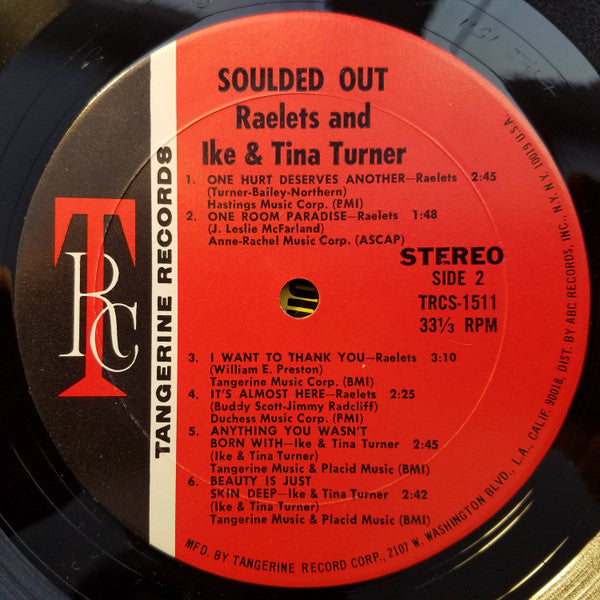 SOULDED OUT
Raelets and
Ike & Tina Turner
1. ONE HURT DESERVES ANOTHER—Raelets 2:45
(Turner-Bailey-Northern)
Hastings Music Corp. (BMI)
2. ONE ROOM PARADISE—Raelets 1:48
(J. Leslie McFarland)
Anne-Rachel Music Corp. (ASCAP)
STEREO
SIDE 2
TRCS-1511
33⅓ RPM
3. I WANT TO THANK YOU—Raelets 3:10
(William E. Preston)
Tangerine Music Corp. (BMI)
4. IT'S ALMOST HERE—Raelets 2:25
(Buddy Scott-Jimmy Radcliff)
Duchess Music Corp. (PMI)
5. ANYTHING YOU WASN'T
BORN WITH—Ike & Tina Turner 2:45
(Ike & Tina Turner)
Tangerine Music & Placid Music (BMI)
6. BEAUTY IS JUST
SKiN DEEP—Ike & Tina Turner 2:42
(Ike & Tina Turner)
Tangerine Music & Placid Music (BMI)
TRC
TANGERINE RECORDS
MFD. BY TANGERINE RECORD CORP., 2107 W. WASHINGTON BLVD., L.A., CALIF. 90018. DIST. BY ABC RECORDS, INC., N.Y., N.Y. 10019 U.S.A.